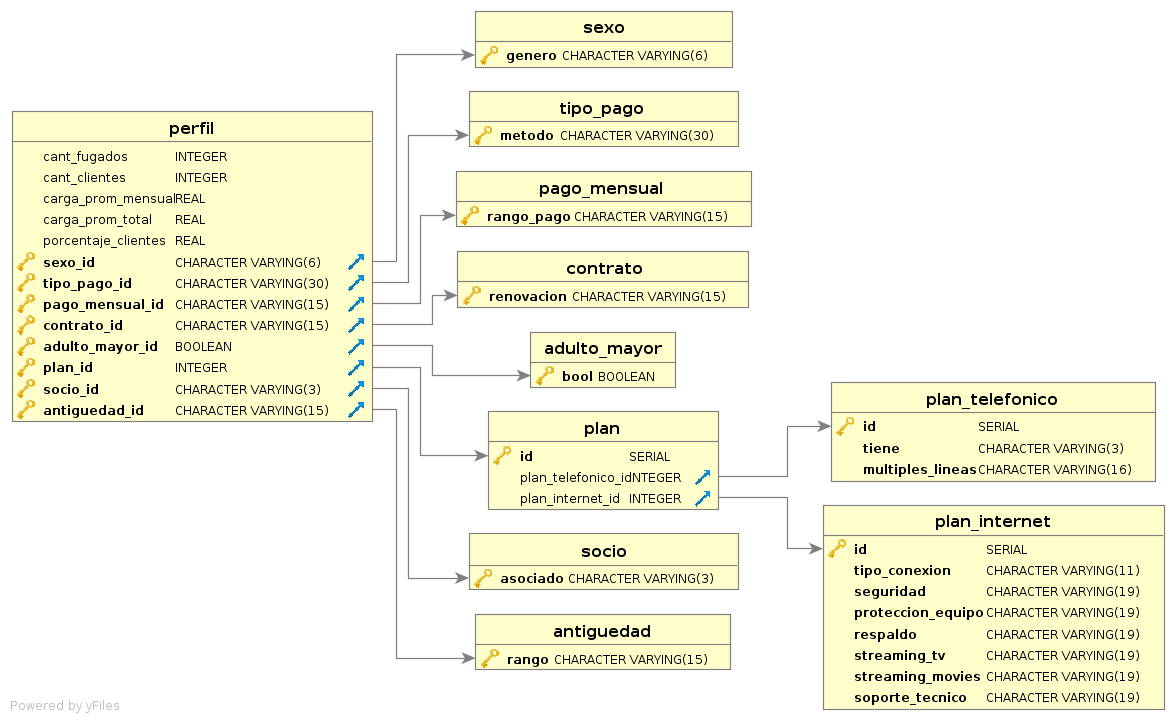 sexo
genero CHARACTER VARYING(6)
tipo_pago
metodo CHARACTER VARYING(30)
perfil
cant_fugados INTEGER
cant_clientes INTEGER
carga_prom_mensual REAL
carga_prom_total REAL
porcentaje_clientes REAL
sexo_id CHARACTER VARYING(6)
tipo_pago_id CHARACTER VARYING(30)
pago_mensual_id CHARACTER VARYING(15)
contrato_id CHARACTER VARYING(15)
adulto_mayor_id BOOLEAN
plan_id INTEGER
socio_id CHARACTER VARYING(3)
antiguedad_id CHARACTER VARYING(15)
pago_mensual
rango_pago CHARACTER VARYING(15)
contrato
renovacion CHARACTER VARYING(15)
adulto_mayor
bool BOOLEAN
plan
id SERIAL
plan_telefonico_idNTEGER
plan_internet_id INTEGER
plan_telefonico
id SERIAL
tiene CHARACTER VARYING(3)
multiples_lineas CHARACTER VARYING(16)
plan_internet
id SERIAL
tipo_conexion CHARACTER VARYING(11)
seguridad CHARACTER VARYING(19)
proteccion_equipo CHARACTER VARYING(19)
respaldo CHARACTER VARYING(19)
streaming_tv CHARACTER VARYING(19)
streaming_movies CHARACTER VARYING(19)
soporte_tecnico CHARACTER VARYING(19)
socio
asociado CHARACTER VARYING(3)
antiguedad
rango CHARACTER VARYING(15)
Powered by yFiles